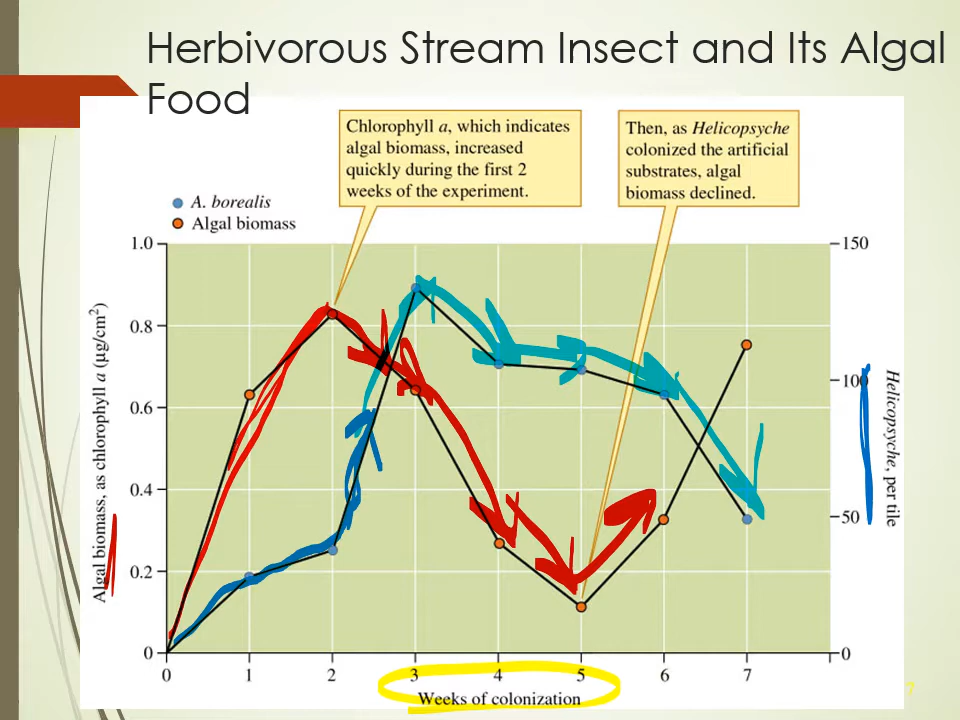 Herbivorous Stream Insect and Its Algal
Food
Chlorophyll a, which indicates
algal biomass, increased
quickly during the first 2
weeks of the experiment.
Then, as Helicopsyche
colonized the artificial
substrates, algal
biomass declined.
A. borealis
Algal biomass
1.0
0.8
0.6
0.4
0.2
0
Algal biomass, as chlorophyll a (µg/cm²)
150
100
50
0
Helicopsyche, per tile
0 1 2 3 4 5 6 7
Weeks of colonization
7